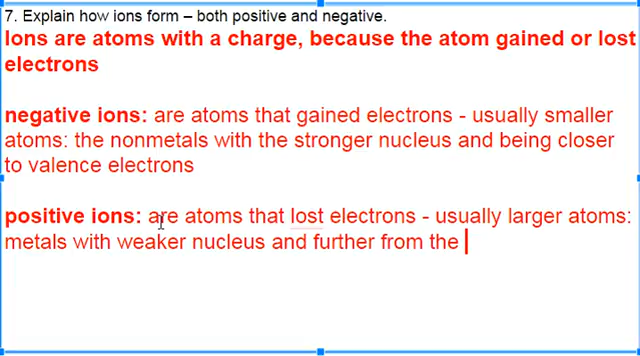 7. Explain how ions form – both positive and negative.
Ions are atoms with a charge, because the atom gained or lost
electrons
negative ions: are atoms that gained electrons - usually smaller
atoms: the nonmetals with the stronger nucleus and being closer
to valence electrons
positive ions: are atoms that lost electrons - usually larger atoms:
metals with weaker nucleus and further from the